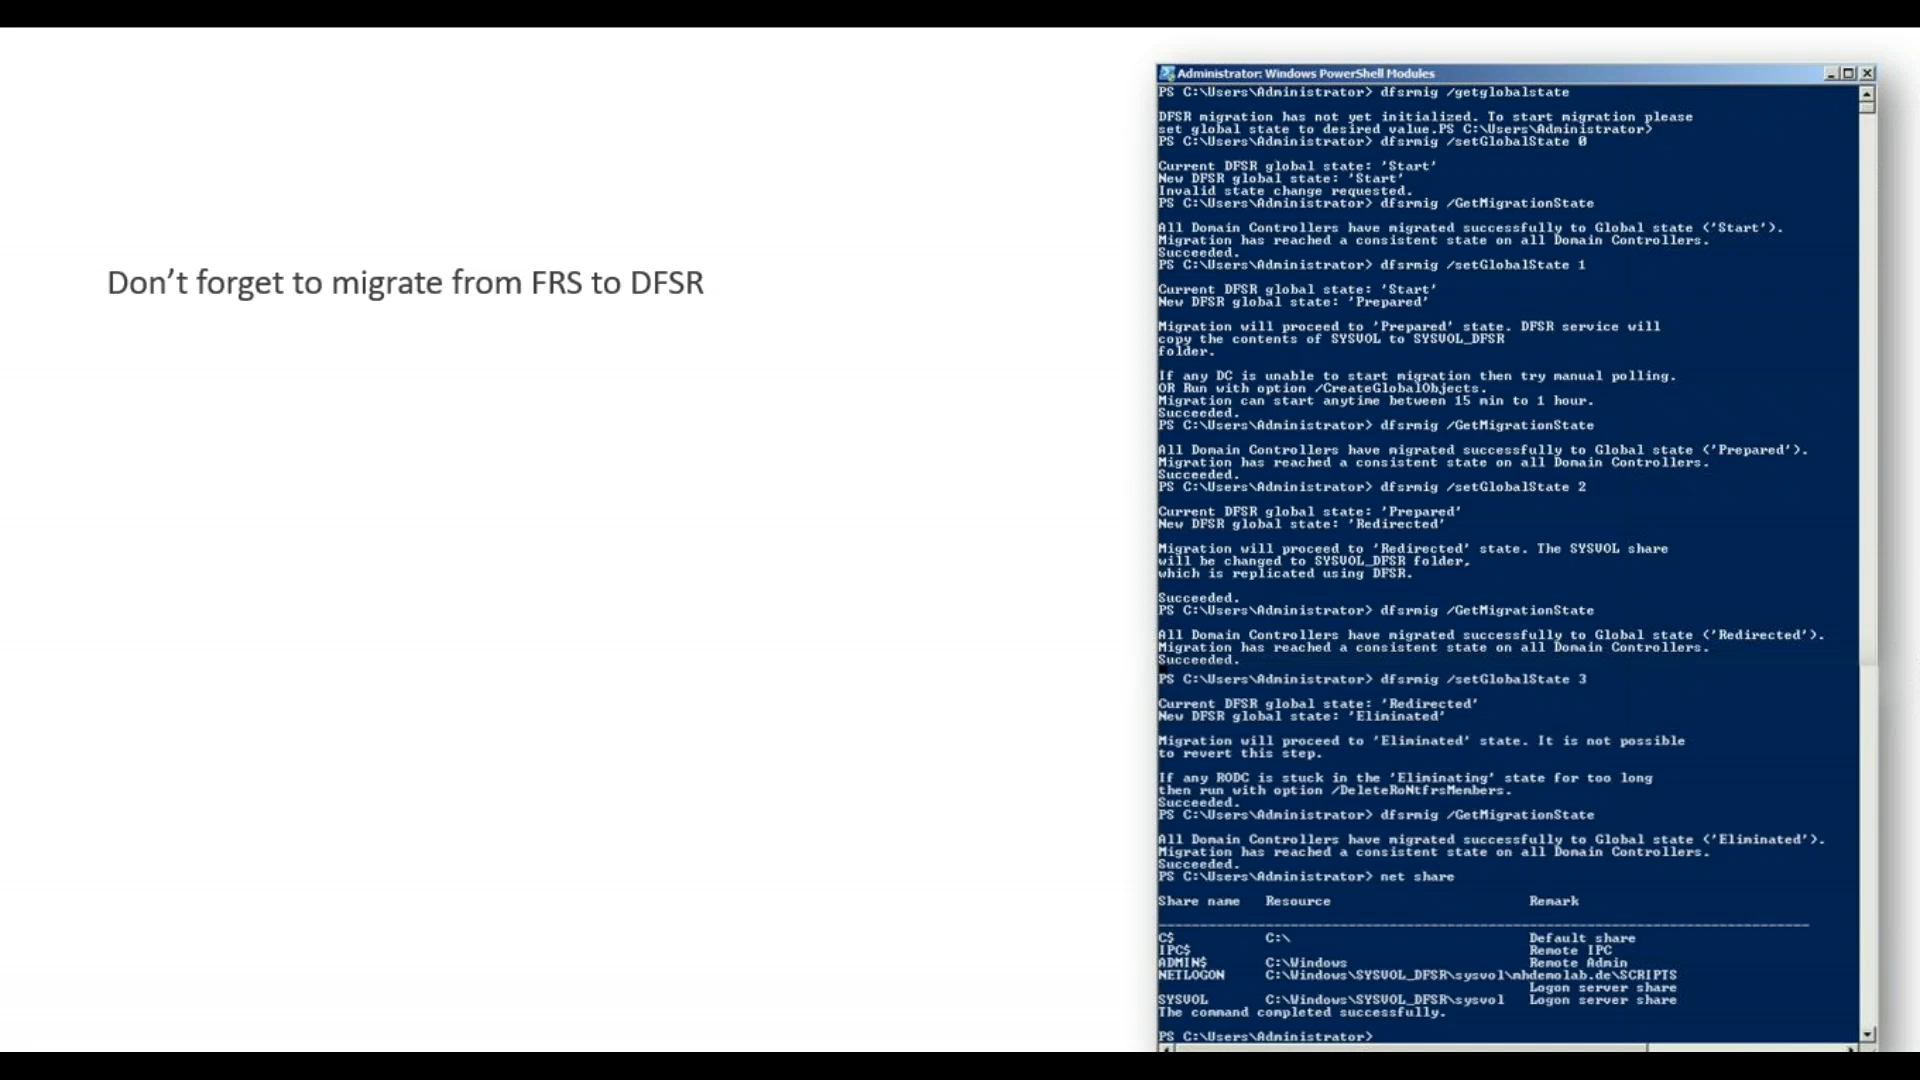 Don't forget to migrate from FRS to DFSR
Administrator: Windows PowerShell Modules
PS C:\Users\Administrator> dfsrmig /getglobalstate
DFSR migration has not yet initialized. To start migration please
set global state to desired value.PS C:\Users\Administrator>
PS C:\Users\Administrator> dfsrmig /setGlobalState 0
Current DFSR global state: 'Start'
New DFSR global state: 'Start'
Invalid state change requested.
PS C:\Users\Administrator> dfsrmig /GetMigrationState
All Domain Controllers have migrated successfully to Global state ('Start').
Migration has reached a consistent state on all Domain Controllers.
Succeeded.
PS C:\Users\Administrator> dfsrmig /setGlobalState 1
Current DFSR global state: 'Start'
New DFSR global state: 'Prepared'
Migration will proceed to 'Prepared' state. DFSR service will
copy the contents of SYSVOL to SYSVOL_DFSR
folder.
If any DC is unable to start migration then try manual polling.
OR Run with option /CreateGlobalObjects.
Migration can start anytime between 15 min to 1 hour.
Succeeded.
PS C:\Users\Administrator> dfsrmig /GetMigrationState
All Domain Controllers have migrated successfully to Global state ('Prepared').
Migration has reached a consistent state on all Domain Controllers.
Succeeded.
PS C:\Users\Administrator> dfsrmig /setGlobalState 2
Current DFSR global state: 'Prepared'
New DFSR global state: 'Redirected'
Migration will proceed to 'Redirected' state. The SYSVOL share
will be changed to SYSVOL_DFSR folder,
which is replicated using DFSR.
Succeeded.
PS C:\Users\Administrator> dfsrmig /GetMigrationState
All Domain Controllers have migrated successfully to Global state ('Redirected').
Migration has reached a consistent state on all Domain Controllers.
Succeeded.
PS C:\Users\Administrator> dfsrmig /setGlobalState 3
Current DFSR global state: 'Redirected'
New DFSR global state: 'Eliminated'
Migration will proceed to 'Eliminated' state. It is not possible
to revert this step.
If any RODC is stuck in the 'Eliminating' state for too long
then run with option /DeleteRoNtfrsMembers.
Succeeded.
PS C:\Users\Administrator> dfsrmig /GetMigrationState
All Domain Controllers have migrated successfully to Global state ('Eliminated').
Migration has reached a consistent state on all Domain Controllers.
Succeeded.
PS C:\Users\Administrator> net share
Share name Resource Remark
C$ C:\ Default share
IPC$ Remote IPC
ADMIN$ C:\Windows Remote Admin
NETLOGON C:\Windows\SYSVOL_DFSR\sysvol\mhdemolab.de\SCRIPTS
Logon server share
SYSVOL C:\Windows\SYSVOL_DFSR\sysvol Logon server share
The command completed successfully.
PS C:\Users\Administrator>